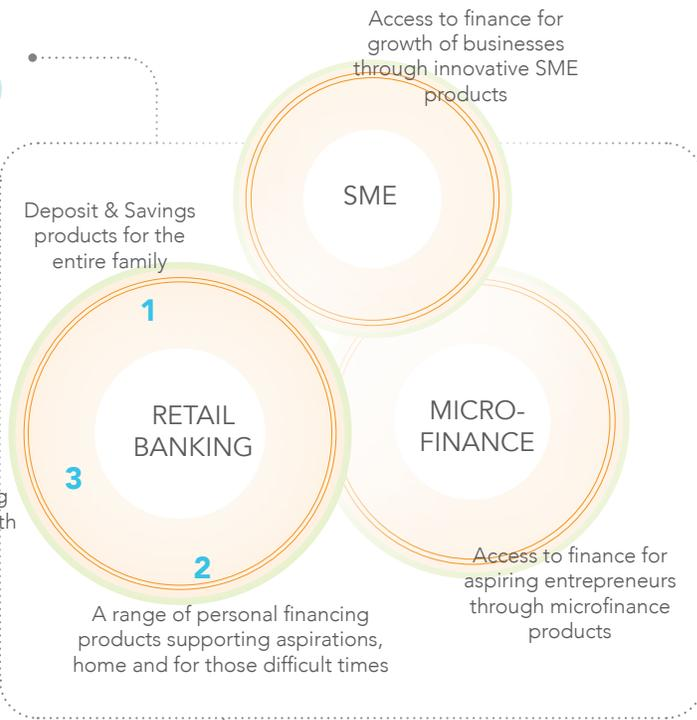 Access to finance for
growth of businesses
through innovative SME
products
SME
Deposit & Savings
products for the
entire family
1
RETAIL
BANKING
MICRO-
FINANCE
3
g
th
2
Access to finance for
aspiring entrepreneurs
through microfinance
products
A range of personal financing
products supporting aspirations,
home and for those difficult times